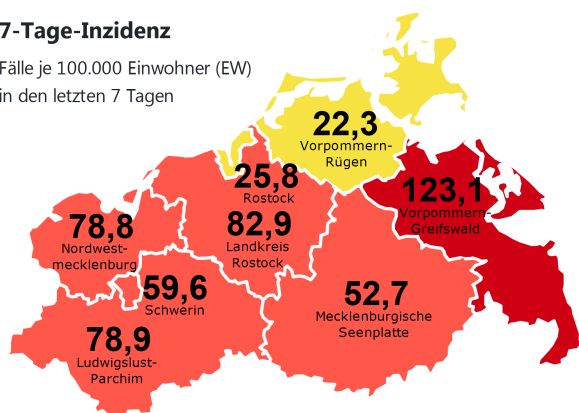 7-Tage-Inzidenz
Fälle je 100.000 Einwohner (EW)
in den letzten 7 Tagen
22,3
Vorpommern-
Rügen
25,8
Rostock
123,1
Vorpommern-
Greifswald
78,8
Nordwest-
mecklenburg
82,9
Landkreis
Rostock
59,6
Schwerin
52,7
Mecklenburgische
Seenplatte
78,9
Ludwigslust-
Parchim